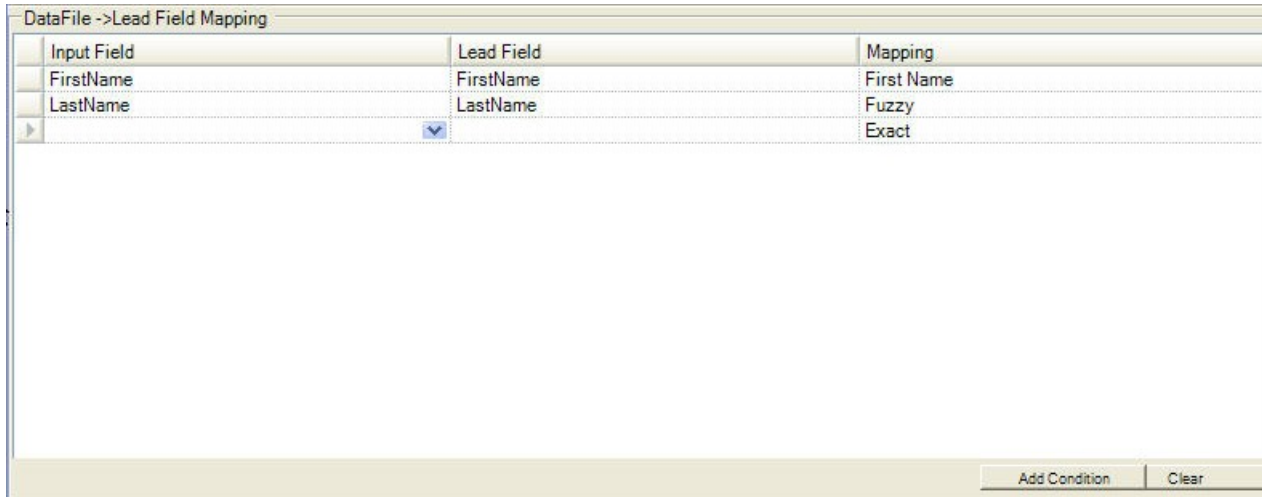 DataFile ->Lead Field Mapping
Input Field Lead Field Mapping
FirstName FirstName First Name
LastName LastName Fuzzy
Exact
Add Condition Clear